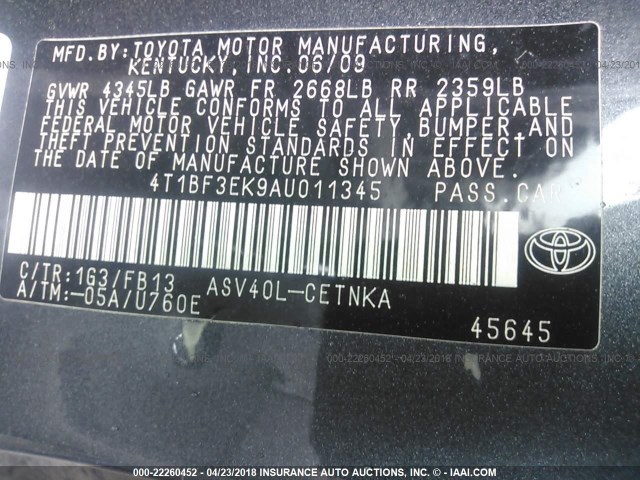 MFD.BY:TOYOTA MOTOR MANUFACTURING,
KENTUCKY, INC.06/09
GVWR 4345LB GAWR FR 2668LB RR 2359LB
THIS VEHICLE CONFORMS TO ALL APPLICABLE
FEDERAL MOTOR VEHICLE SAFETY,BUMPER,AND
THEFT PREVENTION STANDARDS IN EFFECT ON
THE DATE OF MANUFACTURE SHOWN ABOVE.
4T1BF3EK9AU011345 PASS.CAR
C/TR:1G3/FB13
A/TM:-05A/U760E ASV40L-CETNKA
TOYOTA
45645
000-22260452 - 04/23/2018 INSURANCE AUTO AUCTIONS, INC. - © IAAI.COM